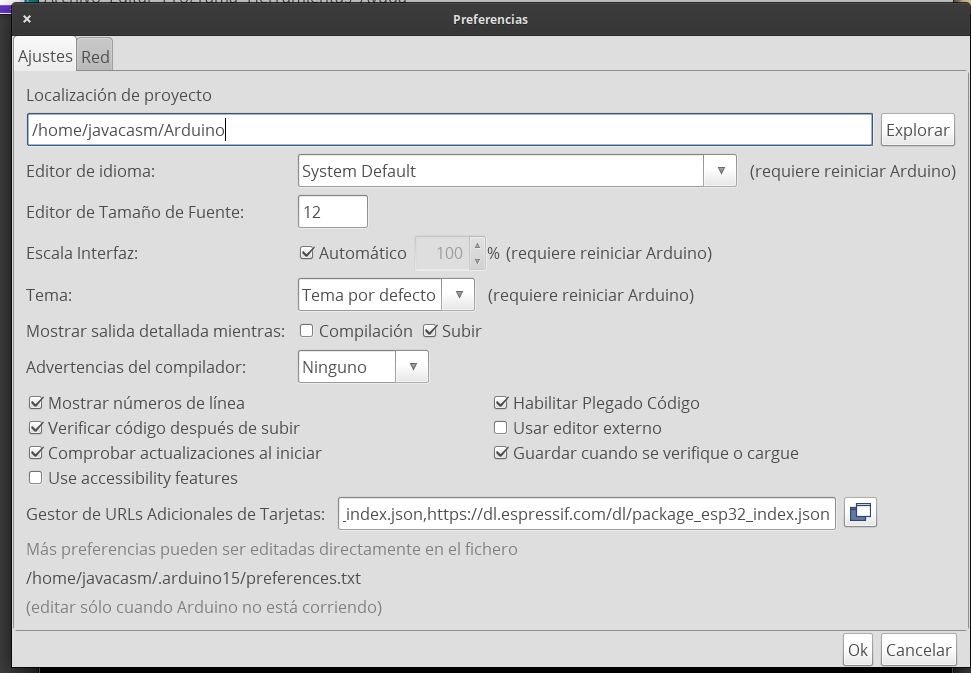 Archivo Editar Programa Herramientas Ayuda
Preferencias
Ajustes Red
Localización de proyecto
/home/javacasm/Arduino Explorar
Editor de idioma: System Default (requiere reiniciar Arduino)
Editor de Tamaño de Fuente: 12
Escala Interfaz: Automático 100 % (requiere reiniciar Arduino)
Tema: Tema por defecto (requiere reiniciar Arduino)
Mostrar salida detallada mientras: Compilación Subir
Advertencias del compilador: Ninguno
Mostrar números de línea Habilitar Plegado Código
Verificar código después de subir Usar editor externo
Comprobar actualizaciones al iniciar Guardar cuando se verifique o cargue
Use accessibility features
Gestor de URLs Adicionales de Tarjetas: _index.json,https://dl.espressif.com/dl/package_esp32_index.json
Más preferencias pueden ser editadas directamente en el fichero
/home/javacasm/.arduino15/preferences.txt
(editar sólo cuando Arduino no está corriendo)
Ok Cancelar